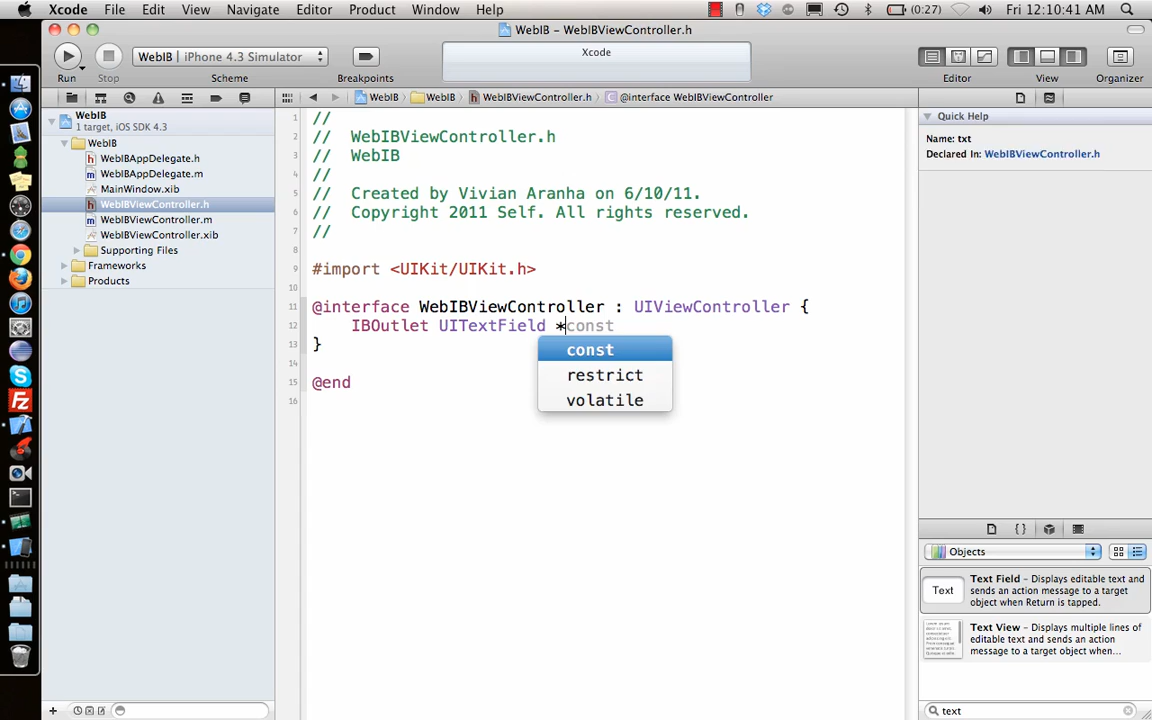 Xcode File Edit View Navigate Editor Product Window Help (0:27) Fri 12:10:41 AM
WebIB – WebIBViewController.h
WebIB | iPhone 4.3 Simulator
Xcode
Run Stop Scheme Breakpoints Editor View Organizer
WebIB WebIB WebIBViewController.h @interface WebIBViewController
WebIB
1 target, iOS SDK 4.3
WebIB
WebIBAppDelegate.h
WebIBAppDelegate.m
MainWindow.xib
WebIBViewController.h
WebIBViewController.m
WebIBViewController.xib
Supporting Files
Frameworks
Products
1 //
2 // WebIBViewController.h
3 // WebIB
4 //
5 // Created by Vivian Aranha on 6/10/11.
6 // Copyright 2011 Self. All rights reserved.
7 //
8
9 #import <UIKit/UIKit.h>
10
11 @interface WebIBViewController : UIViewController {
12 IBOutlet UITextField *const
13 }
14
15 @end
16
const
restrict
volatile
Quick Help
Name: txt
Declared In: WebIBViewController.h
Objects
Text
Text Field – Displays editable text and
sends an action message to a target
object when Return is tapped.
Text View – Displays multiple lines of
editable text and sends an action
message to a target object when…
text